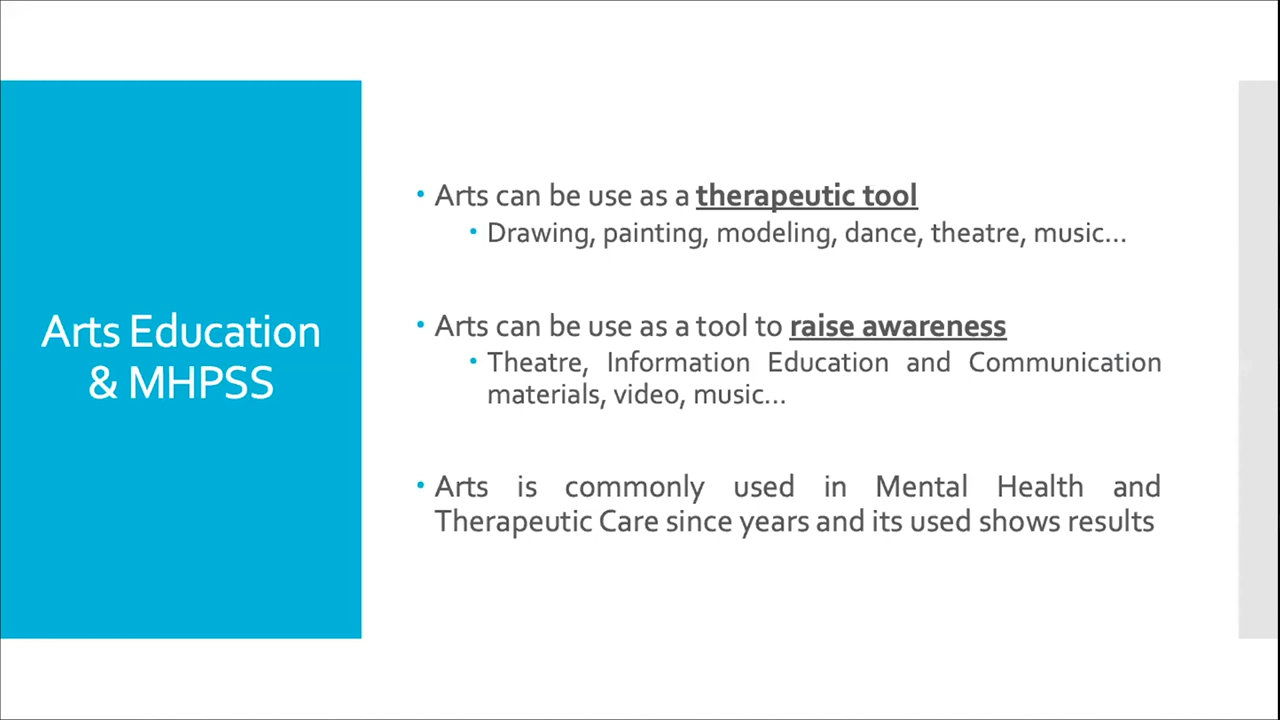 Arts Education
& MHPSS
• Arts can be use as a therapeutic tool
• Drawing, painting, modeling, dance, theatre, music...
• Arts can be use as a tool to raise awareness
• Theatre, Information Education and Communication
materials, video, music...
• Arts is commonly used in Mental Health and
Therapeutic Care since years and its used shows results